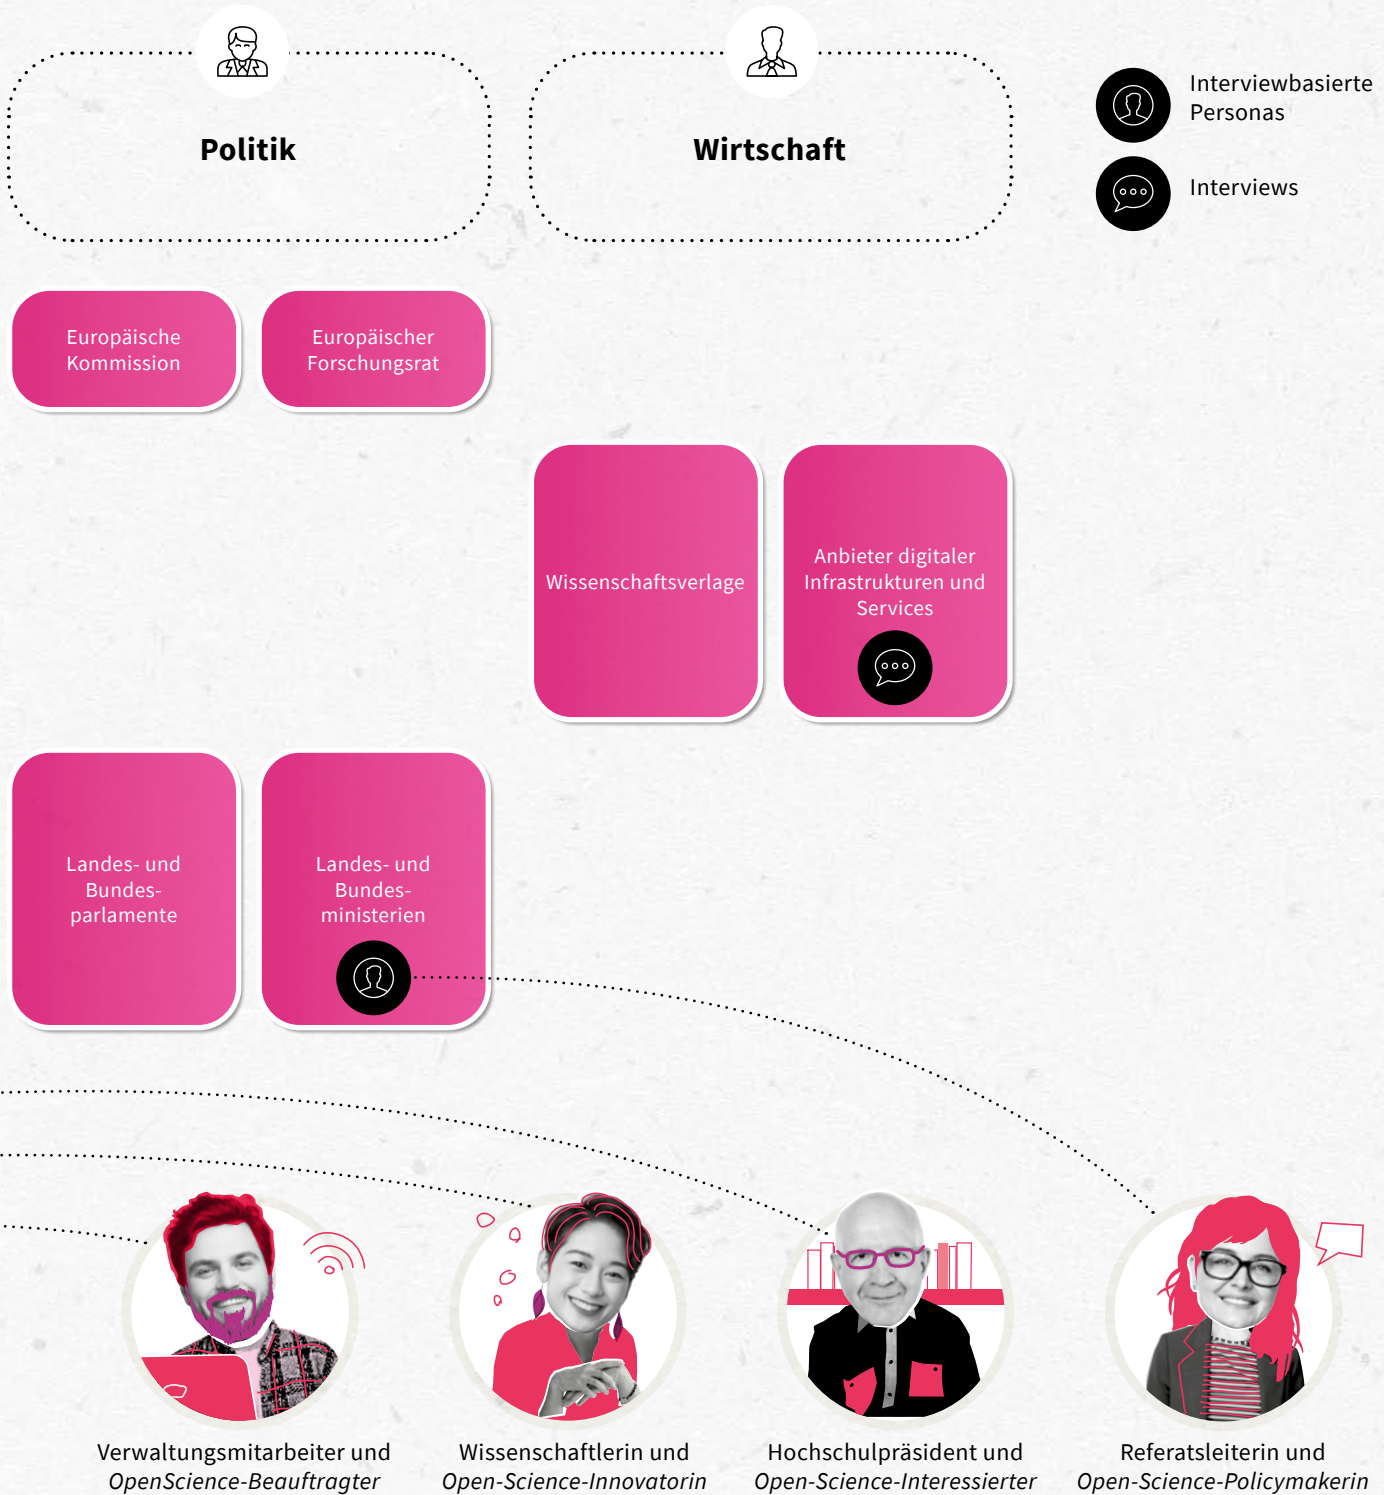 Politik
Wirtschaft
Interviewbasierte
Personas
Interviews
Europäische
Kommission
Europäischer
Forschungsrat
Wissenschaftsverlage
Anbieter digitaler
Infrastrukturen und
Services
Landes- und
Bundes-
parlamente
Landes- und
Bundes-
ministerien
Verwaltungsmitarbeiter und
OpenScience-Beauftragter
Wissenschaftlerin und
Open-Science-Innovatorin
Hochschulpräsident und
Open-Science-Interessierter
Referatsleiterin und
Open-Science-Policymakerin